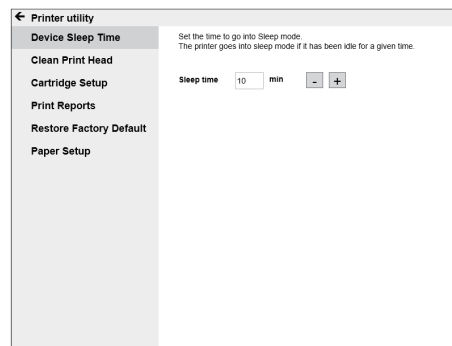 Printer utility
Device Sleep Time
Clean Print Head
Cartridge Setup
Print Reports
Restore Factory Default
Paper Setup
Set the time to go into Sleep mode.
The printer goes into sleep mode if it has been idle for a given time.
Sleep time 10 min - +